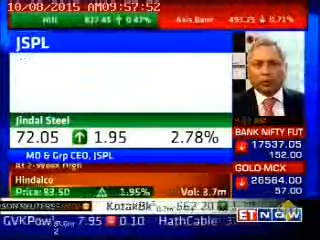 10/08/2015 AM09:57:52
Hill 827.45 0.47% Axis Bank 493.25 0.71%
JSPL
Jindal Steel
72.05 1.95 2.78%
MD & Grp CEO, JSPL
BANK NIFTY FUT
17537.05
152.00
GOLD-MCX
26564.00
57.00
Hindalco
Price: 83.50 1.95% Vol: 3.7m
KotakBk
GVKPow 7.95 0.10 HathCable
ET NOW